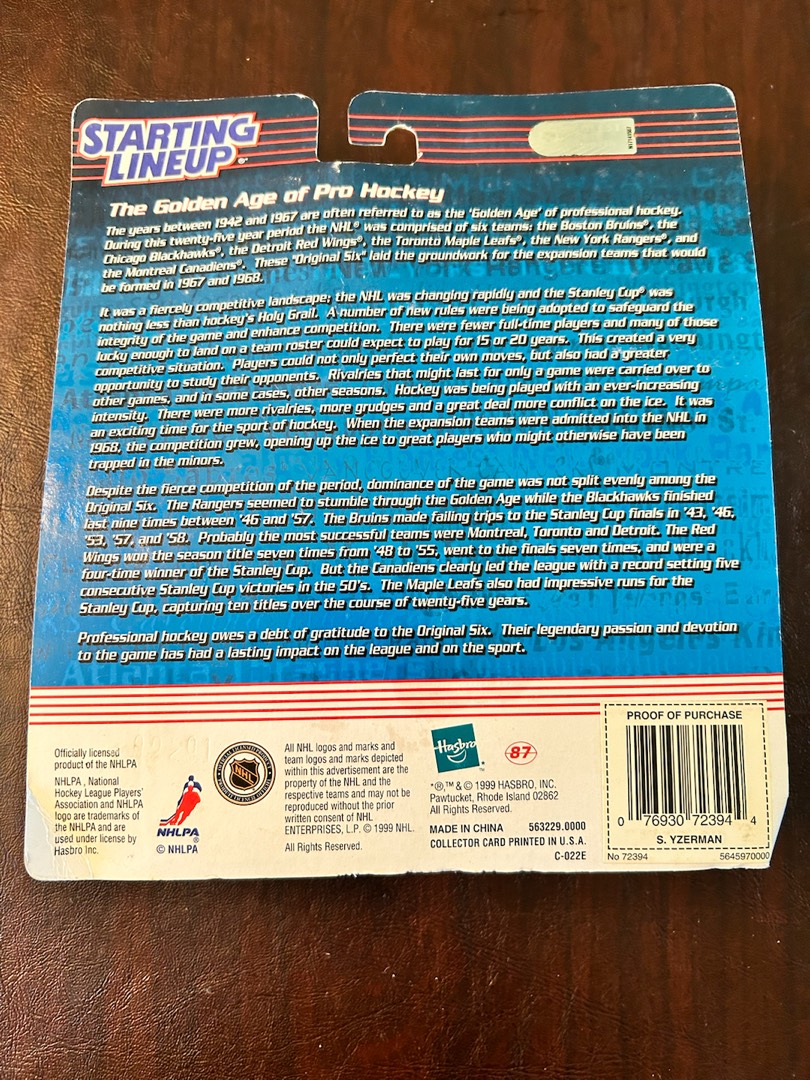 STARTING
LINEUP®
The Golden Age of Pro Hockey
The years between 1942 and 1967 are often referred to as the 'Golden Age' of professional hockey.
During this twenty-five year period the NHL® was comprised of six teams: the Boston Bruins®, the
Chicago Blackhawks®, the Detroit Red Wings®, the Toronto Maple Leafs®, the New York Rangers®, and
the Montreal Canadiens®. These "Original Six" laid the groundwork for the expansion teams that would
be formed in 1967 and 1968.
It was a fiercely competitive landscape; the NHL was changing rapidly and the Stanley Cup® was
nothing less than hockey's Holy Grail. A number of new rules were being adopted to safeguard the
integrity of the game and enhance competition. There were fewer full-time players and many of those
lucky enough to land on a team roster could expect to play for 15 or 20 years. This created a very
competitive situation. Players could not only perfect their own moves, but also had a greater
opportunity to study their opponents. Rivalries that might last for only a game were carried over to
other games, and in some cases, other seasons. Hockey was being played with an ever-increasing
intensity. There were more rivalries, more grudges and a great deal more conflict on the ice. It was
an exciting time for the sport of hockey. When the expansion teams were admitted into the NHL in
1968, the competition grew, opening up the ice to great players who might otherwise have been
trapped in the minors.
Despite the fierce competition of the period, dominance of the game was not split evenly among the
Original Six. The Rangers seemed to stumble through the Golden Age while the Blackhawks finished
last nine times between '46 and '57. The Bruins made failing trips to the Stanley Cup finals in '43, '46,
'53, '57, and '58. Probably the most successful teams were Montreal, Toronto and Detroit. The Red
Wings won the season title seven times from '48 to '55, went to the finals seven times, and were a
four-time winner of the Stanley Cup. But the Canadiens clearly led the league with a record setting five
consecutive Stanley Cup victories in the 50's. The Maple Leafs also had impressive runs for the
Stanley Cup, capturing ten titles over the course of twenty-five years.
Professional hockey owes a debt of gratitude to the Original Six. Their legendary passion and devotion
to the game has had a lasting impact on the league and on the sport.
Officially licensed
product of the NHLPA
NHLPA, National
Hockey League Players'
Association and NHLPA
logo are trademarks of
the NHLPA and are
used under license by
Hasbro Inc.
NHLPA
®
© NHLPA
NHL
All NHL logos and marks and
team logos and marks depicted
within this advertisement are the
property of the NHL and the
respective teams and may not be
reproduced without the prior
written consent of NHL
ENTERPRISES, L.P. © 1999 NHL.
All Rights Reserved.
Hasbro
™
87
*®,™ & © 1999 HASBRO, INC.
Pawtucket, Rhode Island 02862
All Rights Reserved.
MADE IN CHINA 563229.0000
COLLECTOR CARD PRINTED IN U.S.A.
C-022E
PROOF OF PURCHASE
0 76930 72394 4
S. YZERMAN
No 72394 5645970000